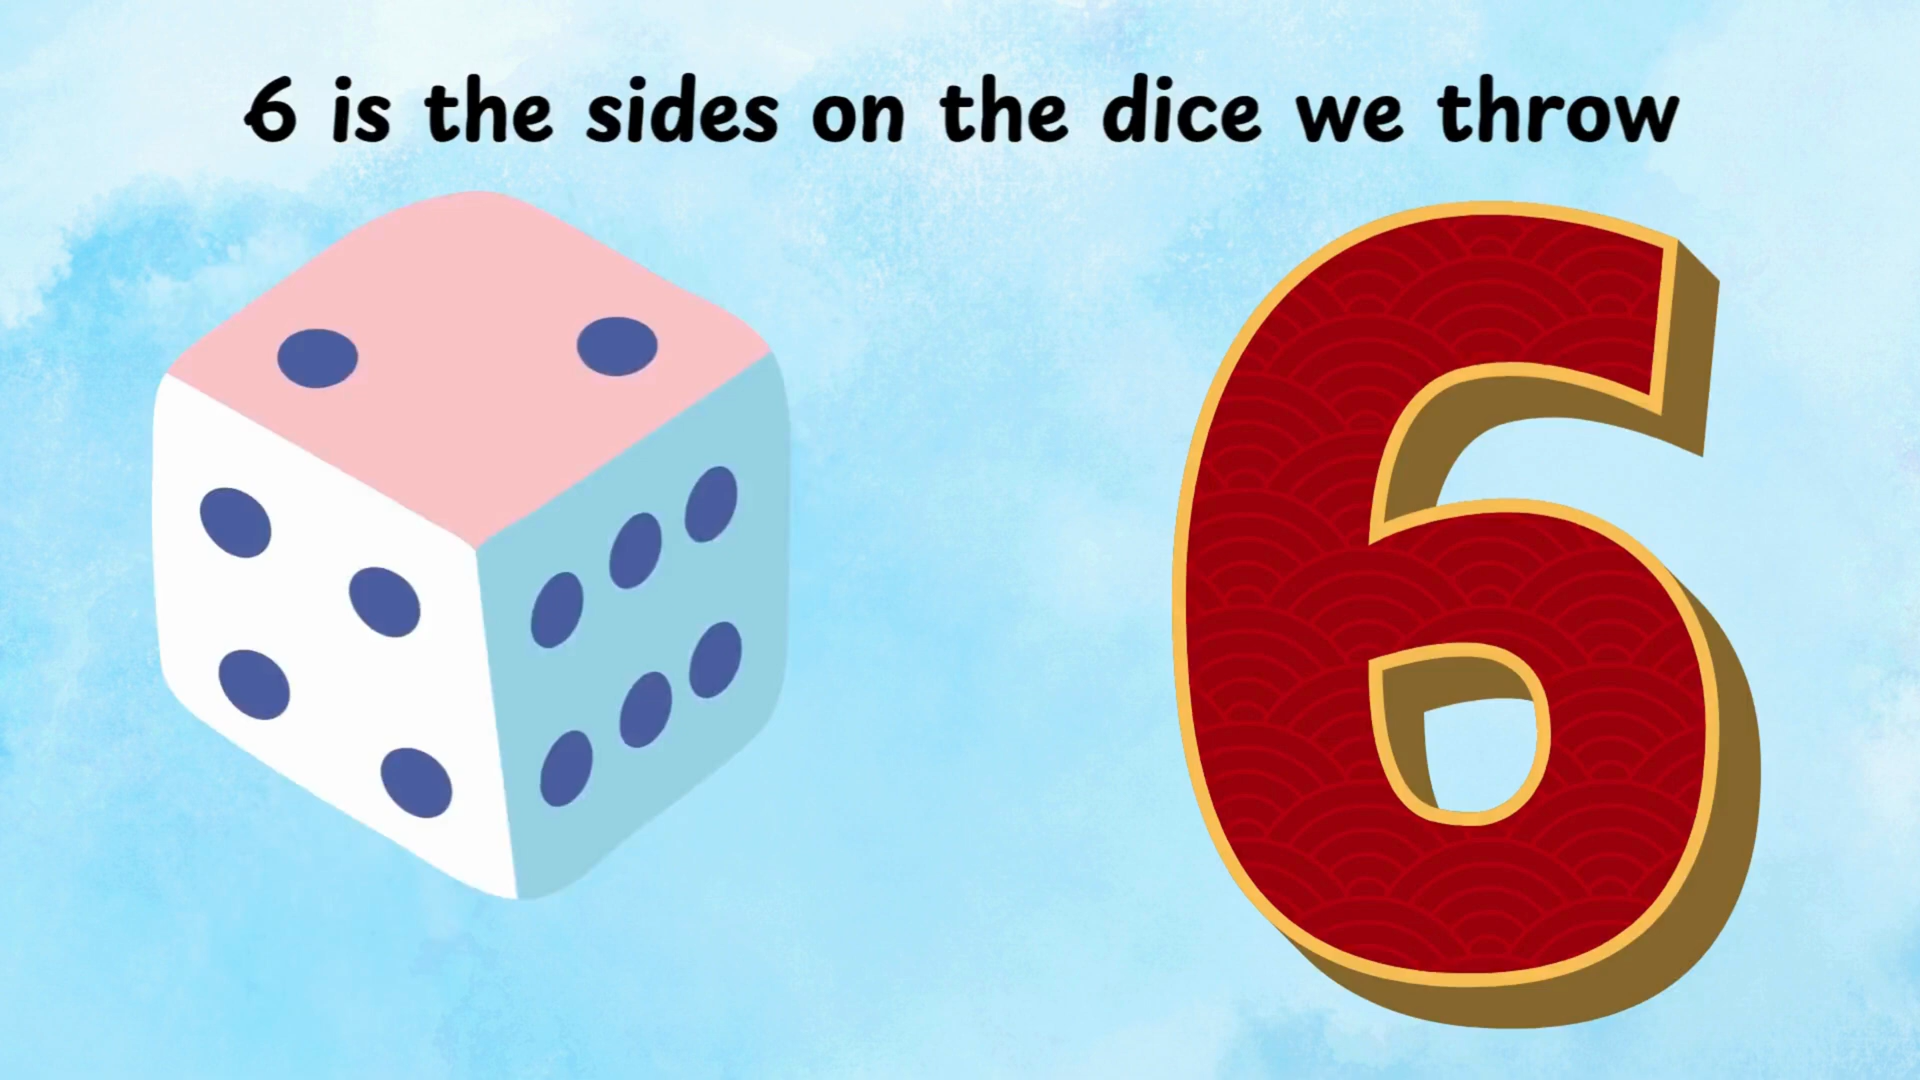 6 is the sides on the dice we throw
6